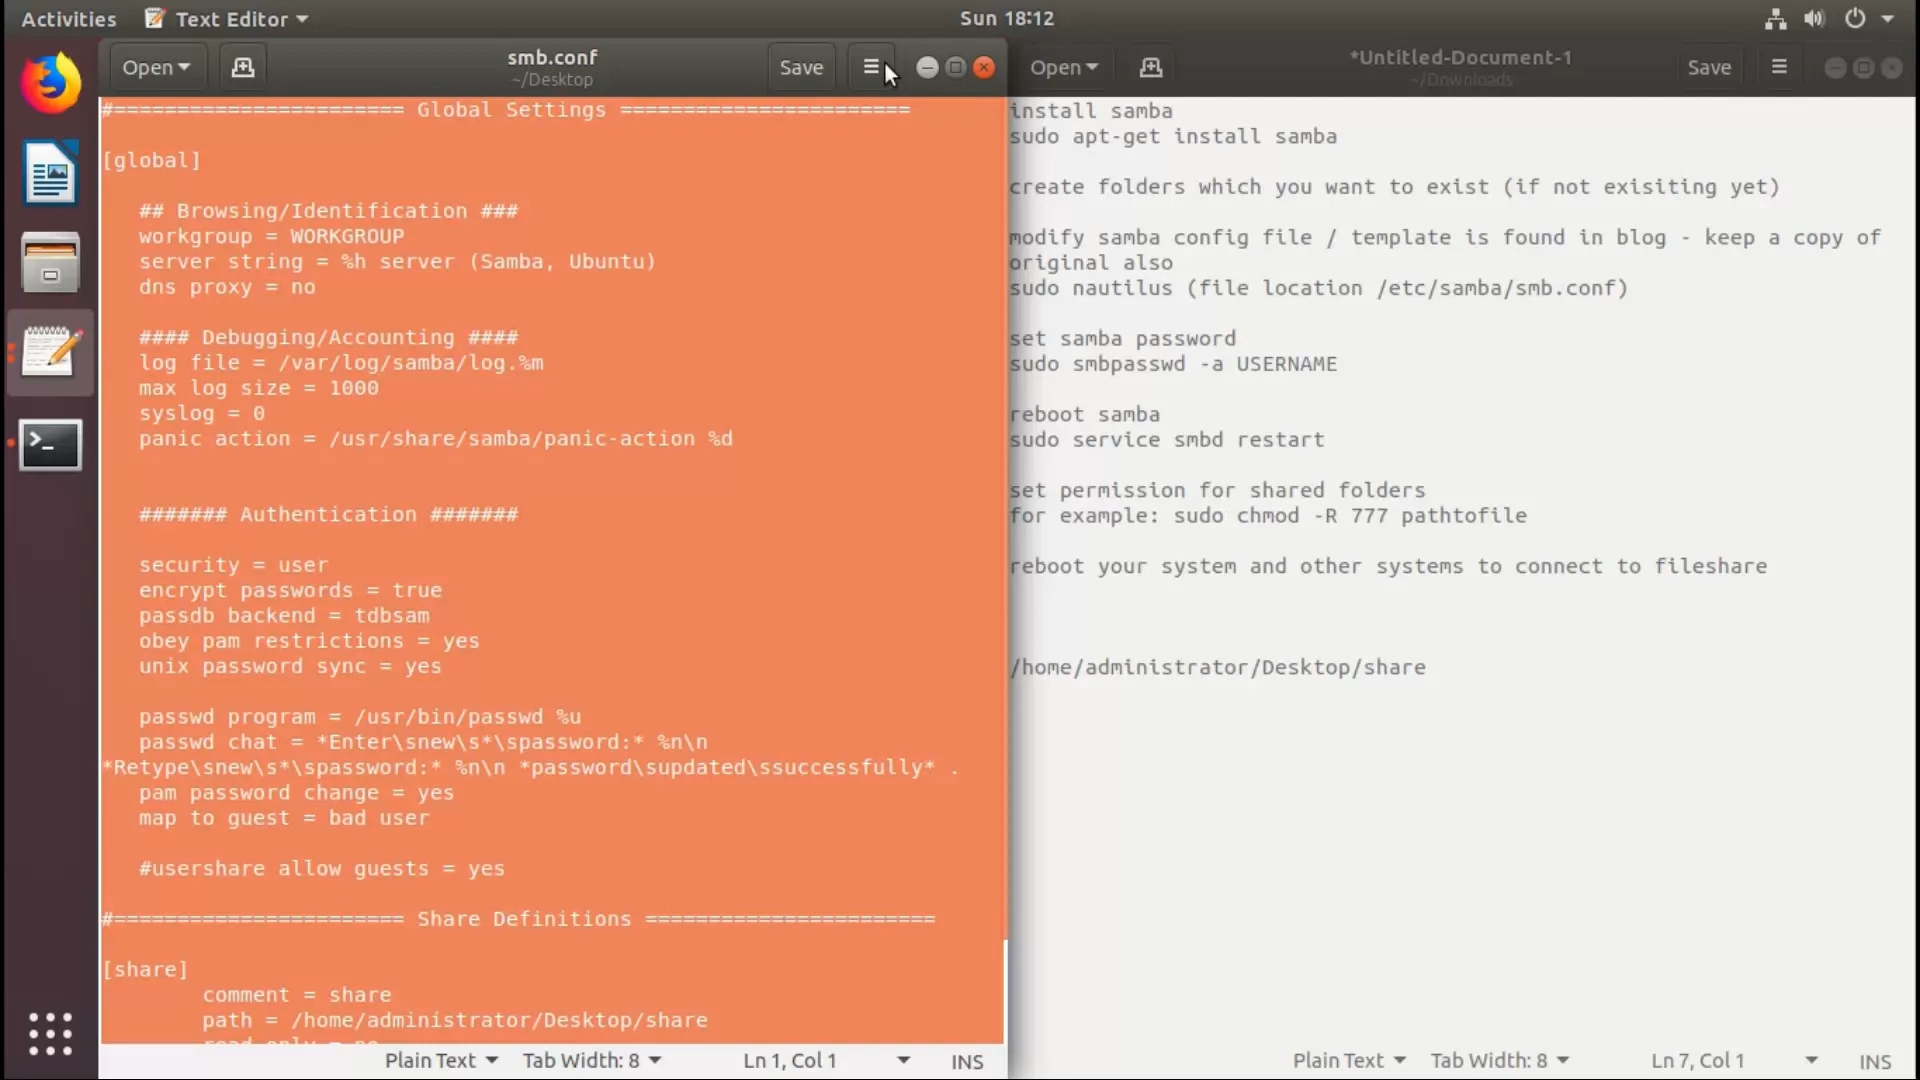 Activities Text Editor Sun 18:12
Open smb.conf Save
~/Desktop
#======================= Global Settings =======================
[global]
## Browsing/Identification ###
workgroup = WORKGROUP
server string = %h server (Samba, Ubuntu)
dns proxy = no
#### Debugging/Accounting ####
log file = /var/log/samba/log.%m
max log size = 1000
syslog = 0
panic action = /usr/share/samba/panic-action %d
####### Authentication #######
security = user
encrypt passwords = true
passdb backend = tdbsam
obey pam restrictions = yes
unix password sync = yes
passwd program = /usr/bin/passwd %u
passwd chat = *Enter\snew\s*\spassword:* %n\n
*Retype\snew\s*\spassword:* %n\n *password\supdated\ssuccessfully* .
pam password change = yes
map to guest = bad user
#usershare allow guests = yes
#======================= Share Definitions =======================
[share]
comment = share
path = /home/administrator/Desktop/share
read only = no
Plain Text Tab Width: 8 Ln 1, Col 1 INS
Open *Untitled-Document-1 Save
~/Downloads
install samba
sudo apt-get install samba
create folders which you want to exist (if not exisiting yet)
modify samba config file / template is found in blog - keep a copy of
original also
sudo nautilus (file location /etc/samba/smb.conf)
set samba password
sudo smbpasswd -a USERNAME
reboot samba
sudo service smbd restart
set permission for shared folders
for example: sudo chmod -R 777 pathtofile
reboot your system and other systems to connect to fileshare
/home/administrator/Desktop/share
Plain Text Tab Width: 8 Ln 7, Col 1 INS